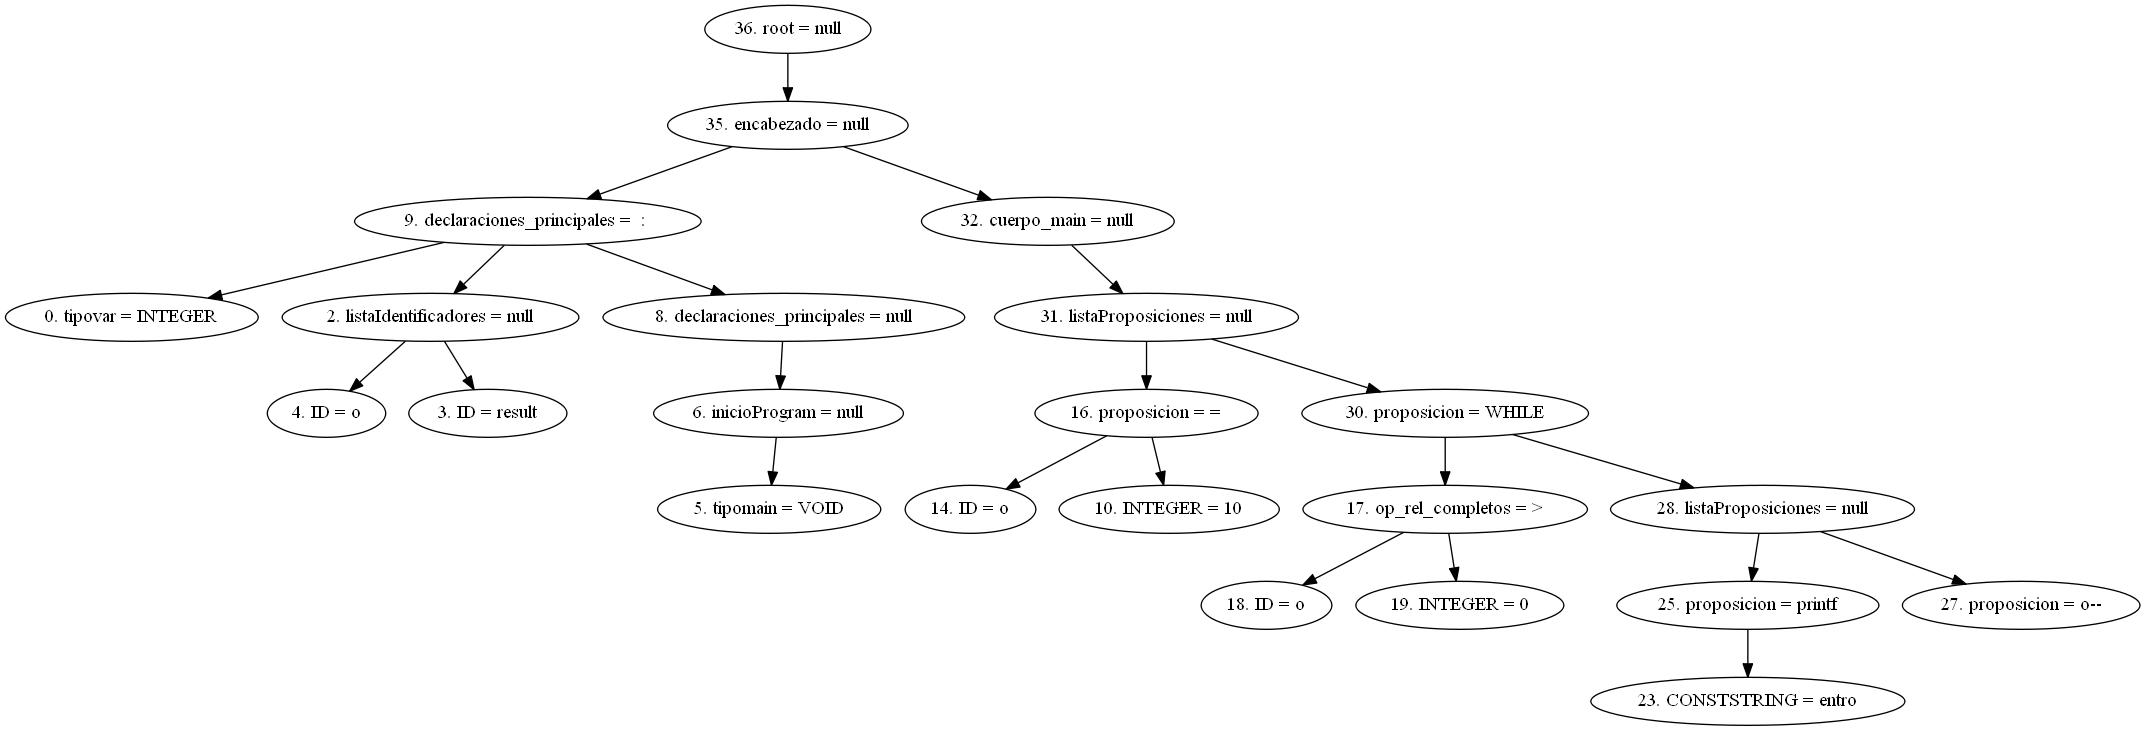 36. root = null
35. encabezado = null
9. declaraciones_principales =  :
32. cuerpo_main = null
0. tipovar = INTEGER
2. listaIdentificadores = null
8. declaraciones_principales = null
31. listaProposiciones = null
4. ID = o
3. ID = result
6. inicioProgram = null
16. proposicion = =
30. proposicion = WHILE
5. tipomain = VOID
14. ID = o
10. INTEGER = 10
17. op_rel_completos = >
28. listaProposiciones = null
18. ID = o
19. INTEGER = 0
25. proposicion = printf
27. proposicion = o--
23. CONSTSTRING = entro